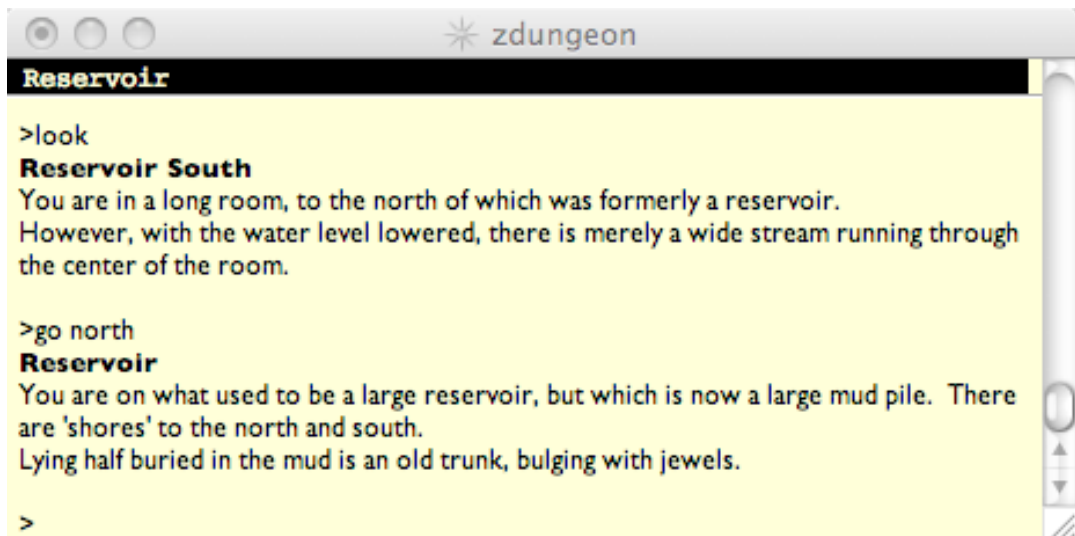 zdungeon
Reservoir
>look
Reservoir South
You are in a long room, to the north of which was formerly a reservoir.
However, with the water level lowered, there is merely a wide stream running through
the center of the room.
>go north
Reservoir
You are on what used to be a large reservoir, but which is now a large mud pile.  There
are 'shores' to the north and south.
Lying half buried in the mud is an old trunk, bulging with jewels.
>